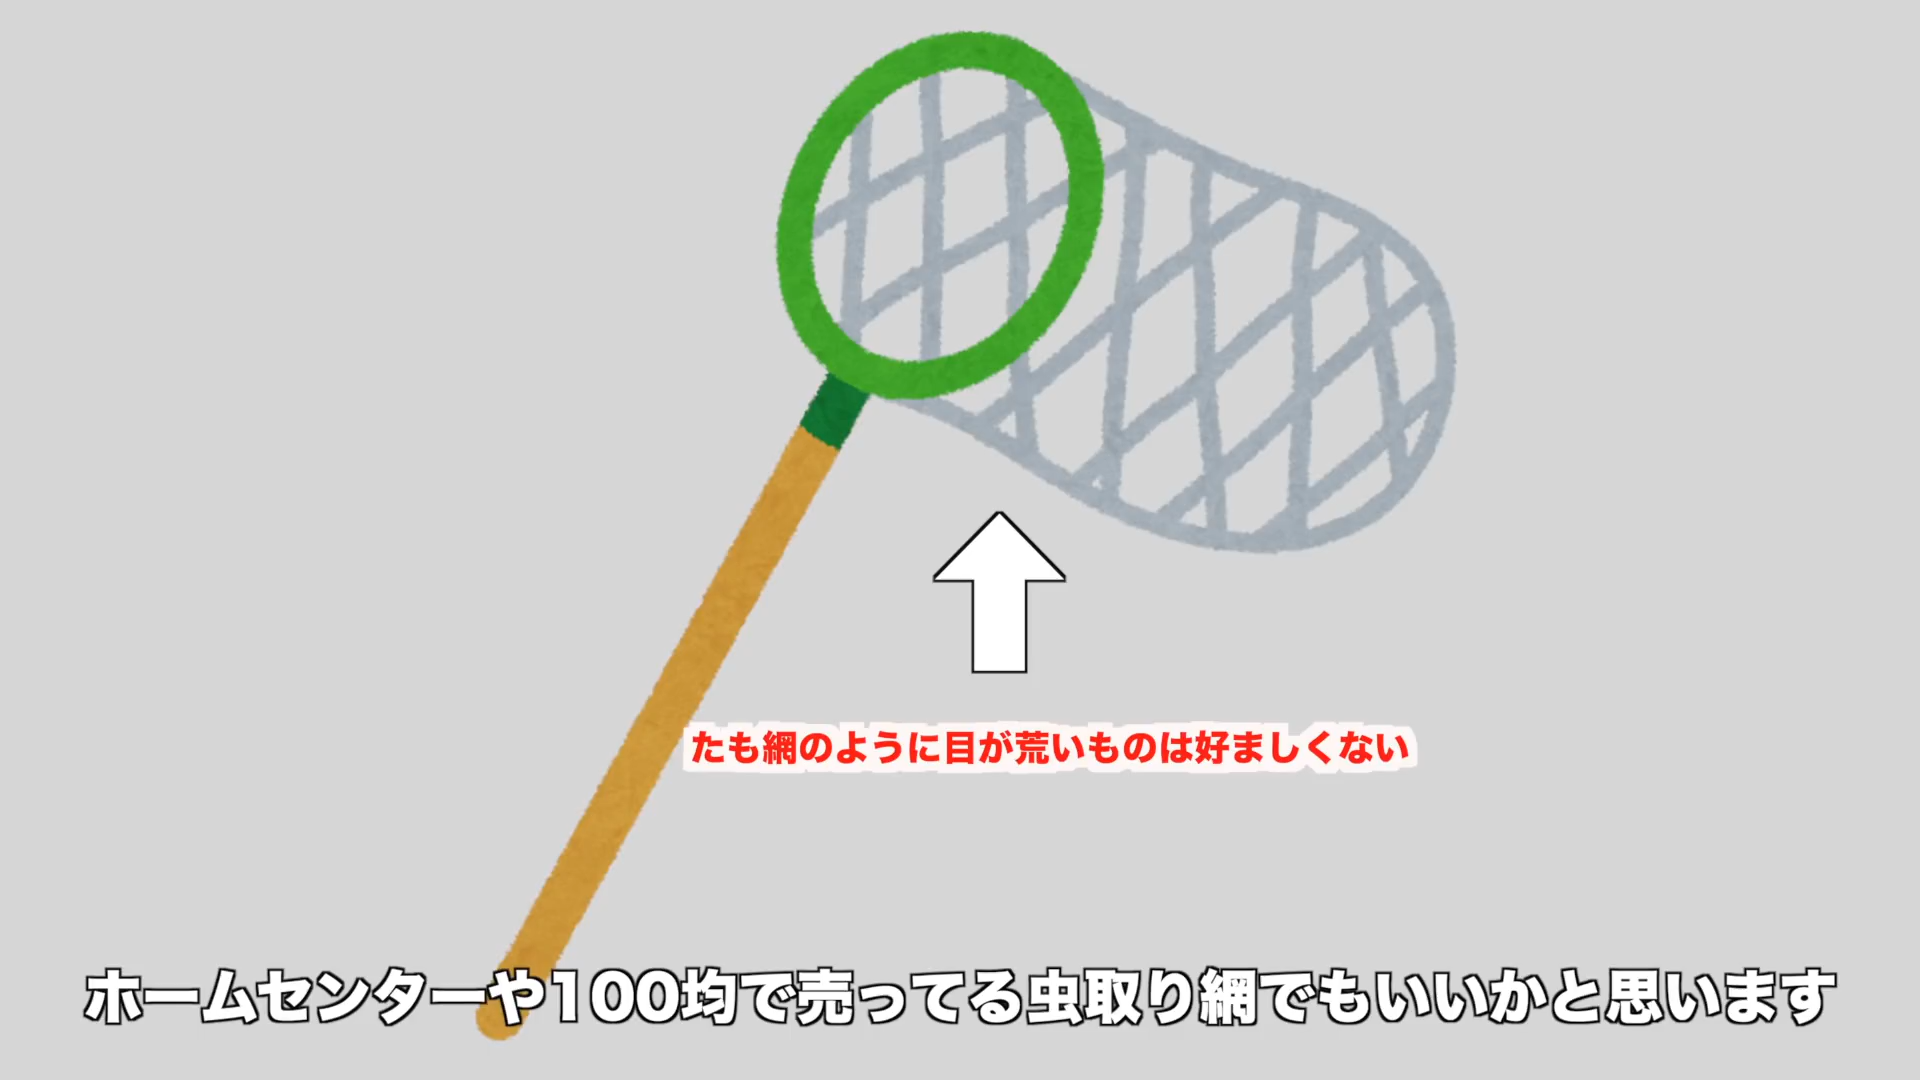 たも網のように目が荒いものは好ましくない
ホームセンターや100均で売ってる虫取り網でもいいかと思います